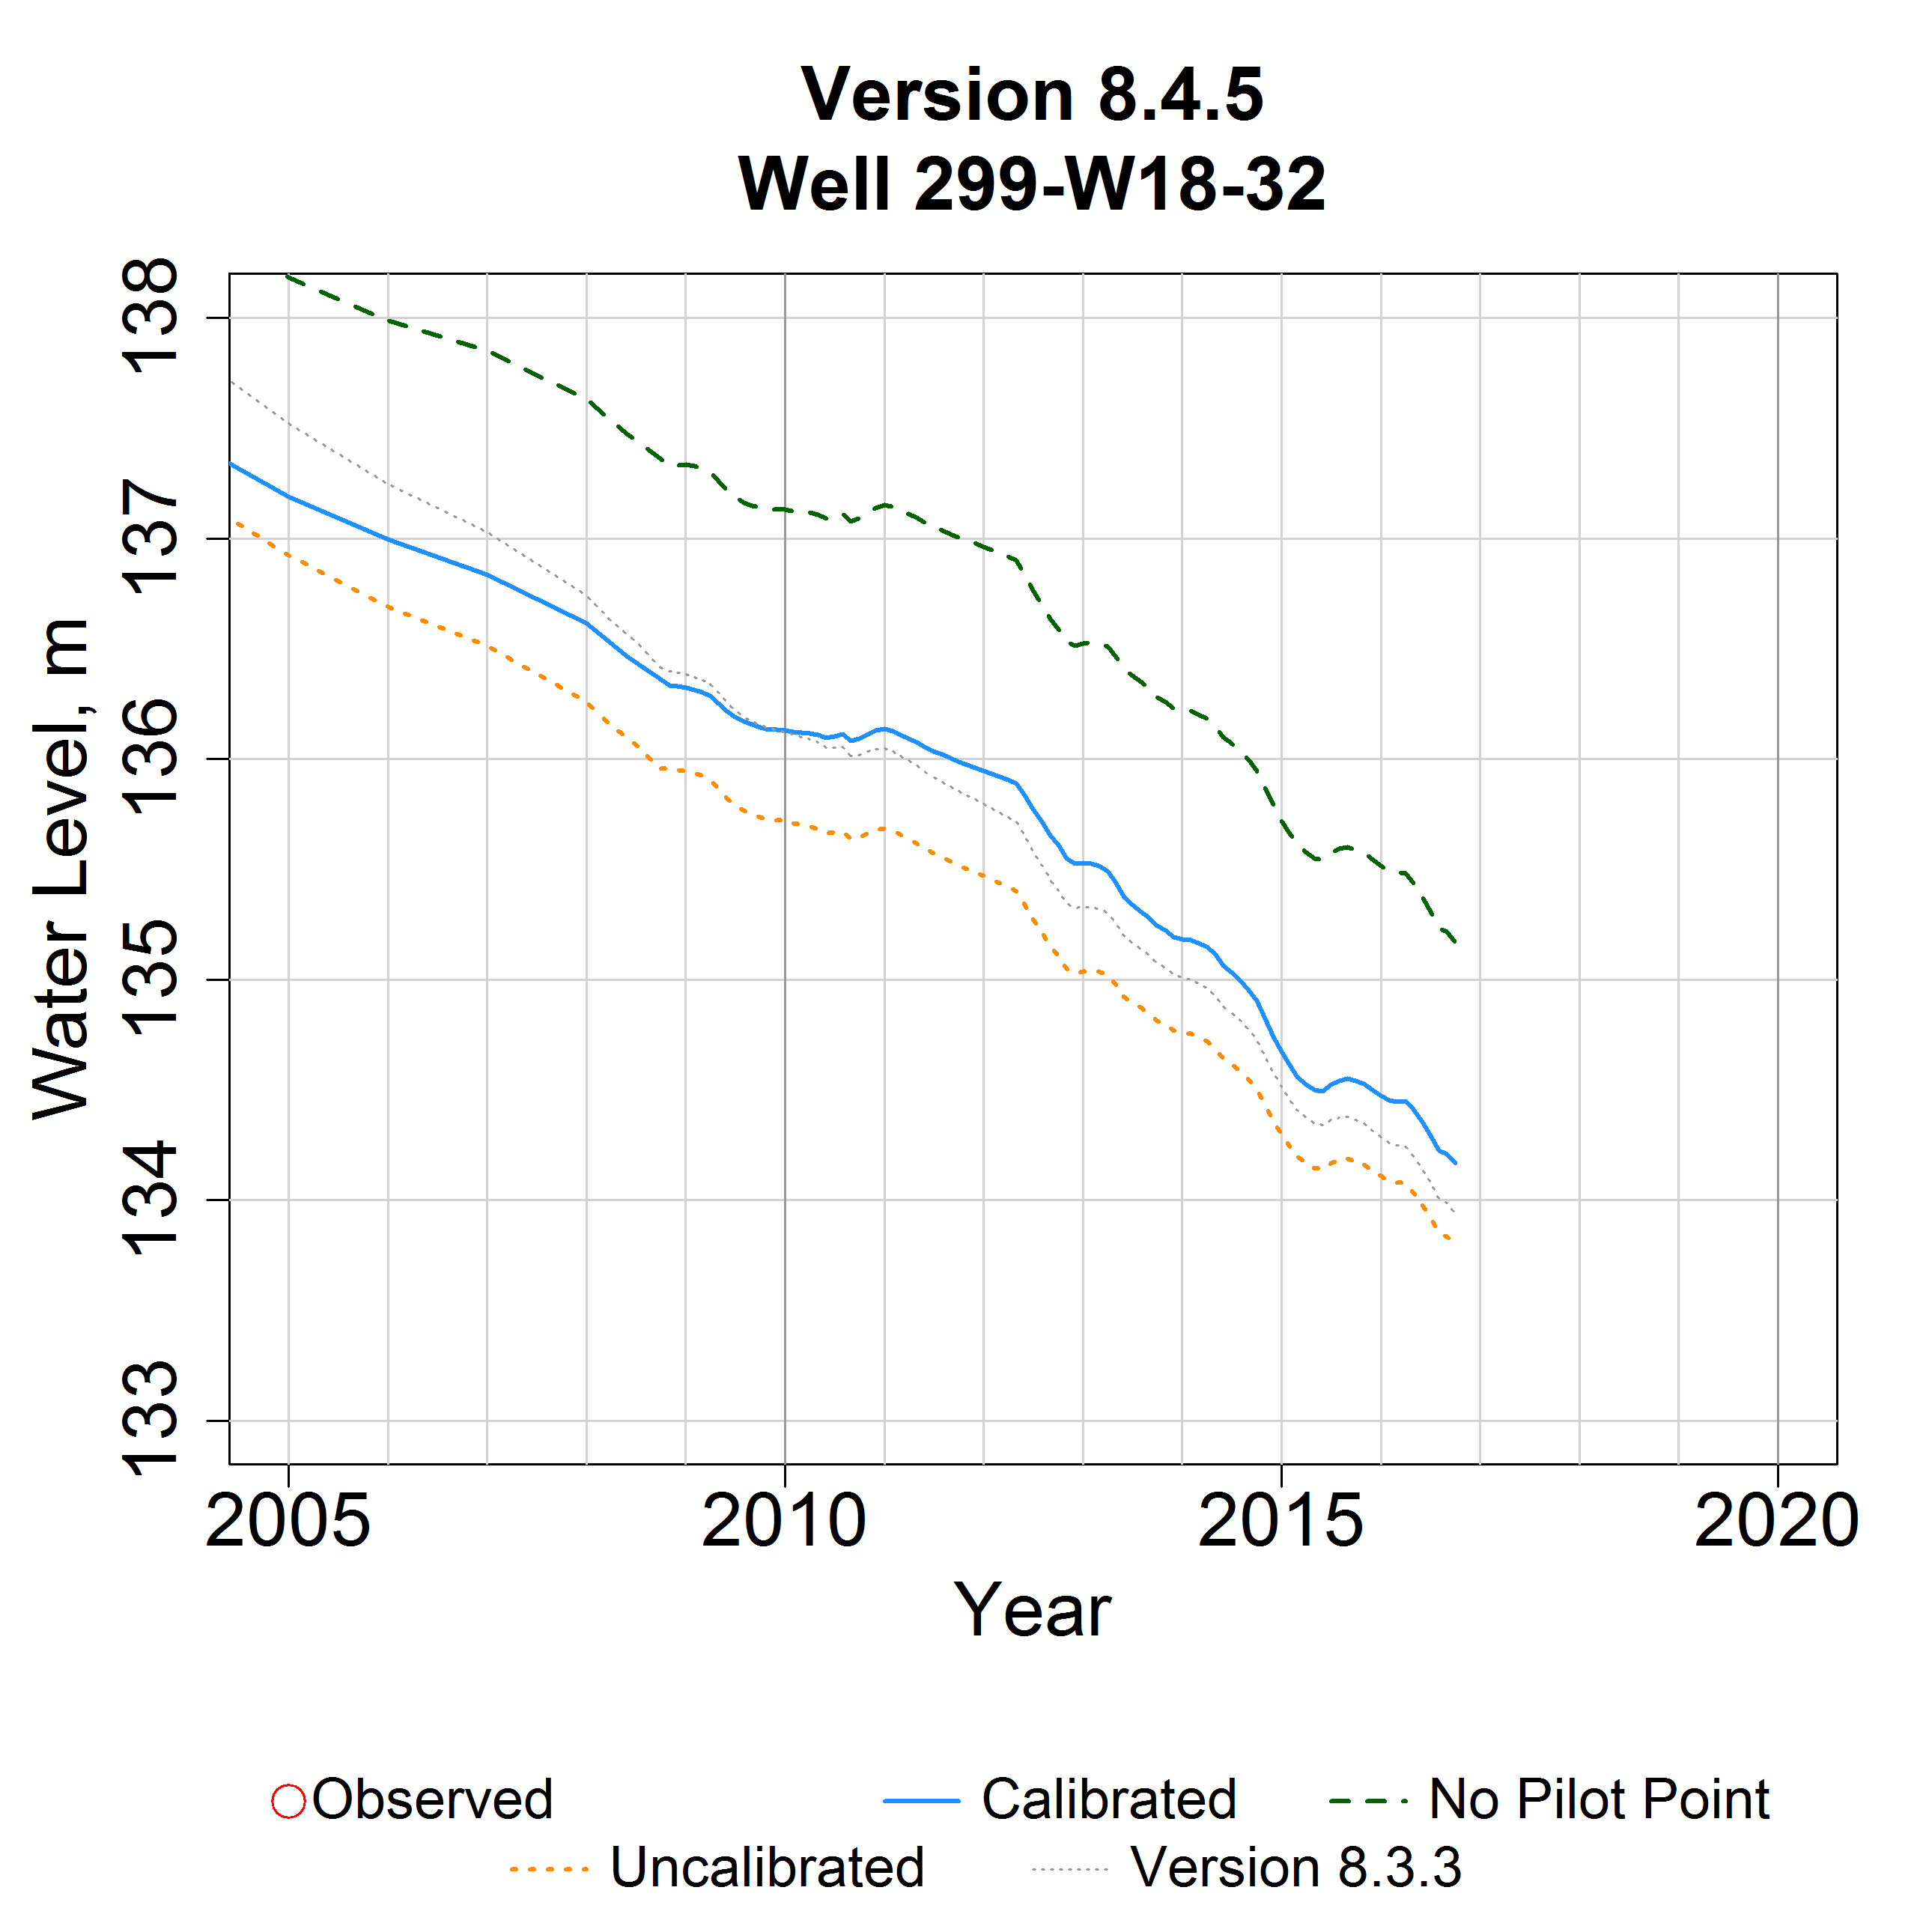 Version 8.4.5
Well 299-W18-32
Water Level, m
138
137
136
135
134
133
2005 2010 2015 2020
Year
Observed Calibrated No Pilot Point
Uncalibrated Version 8.3.3